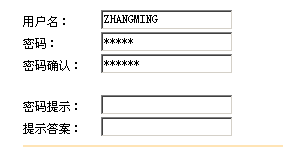 用户名： ZHANGMING
密码： *****
密码确认： ******
密码提示：
提示答案：